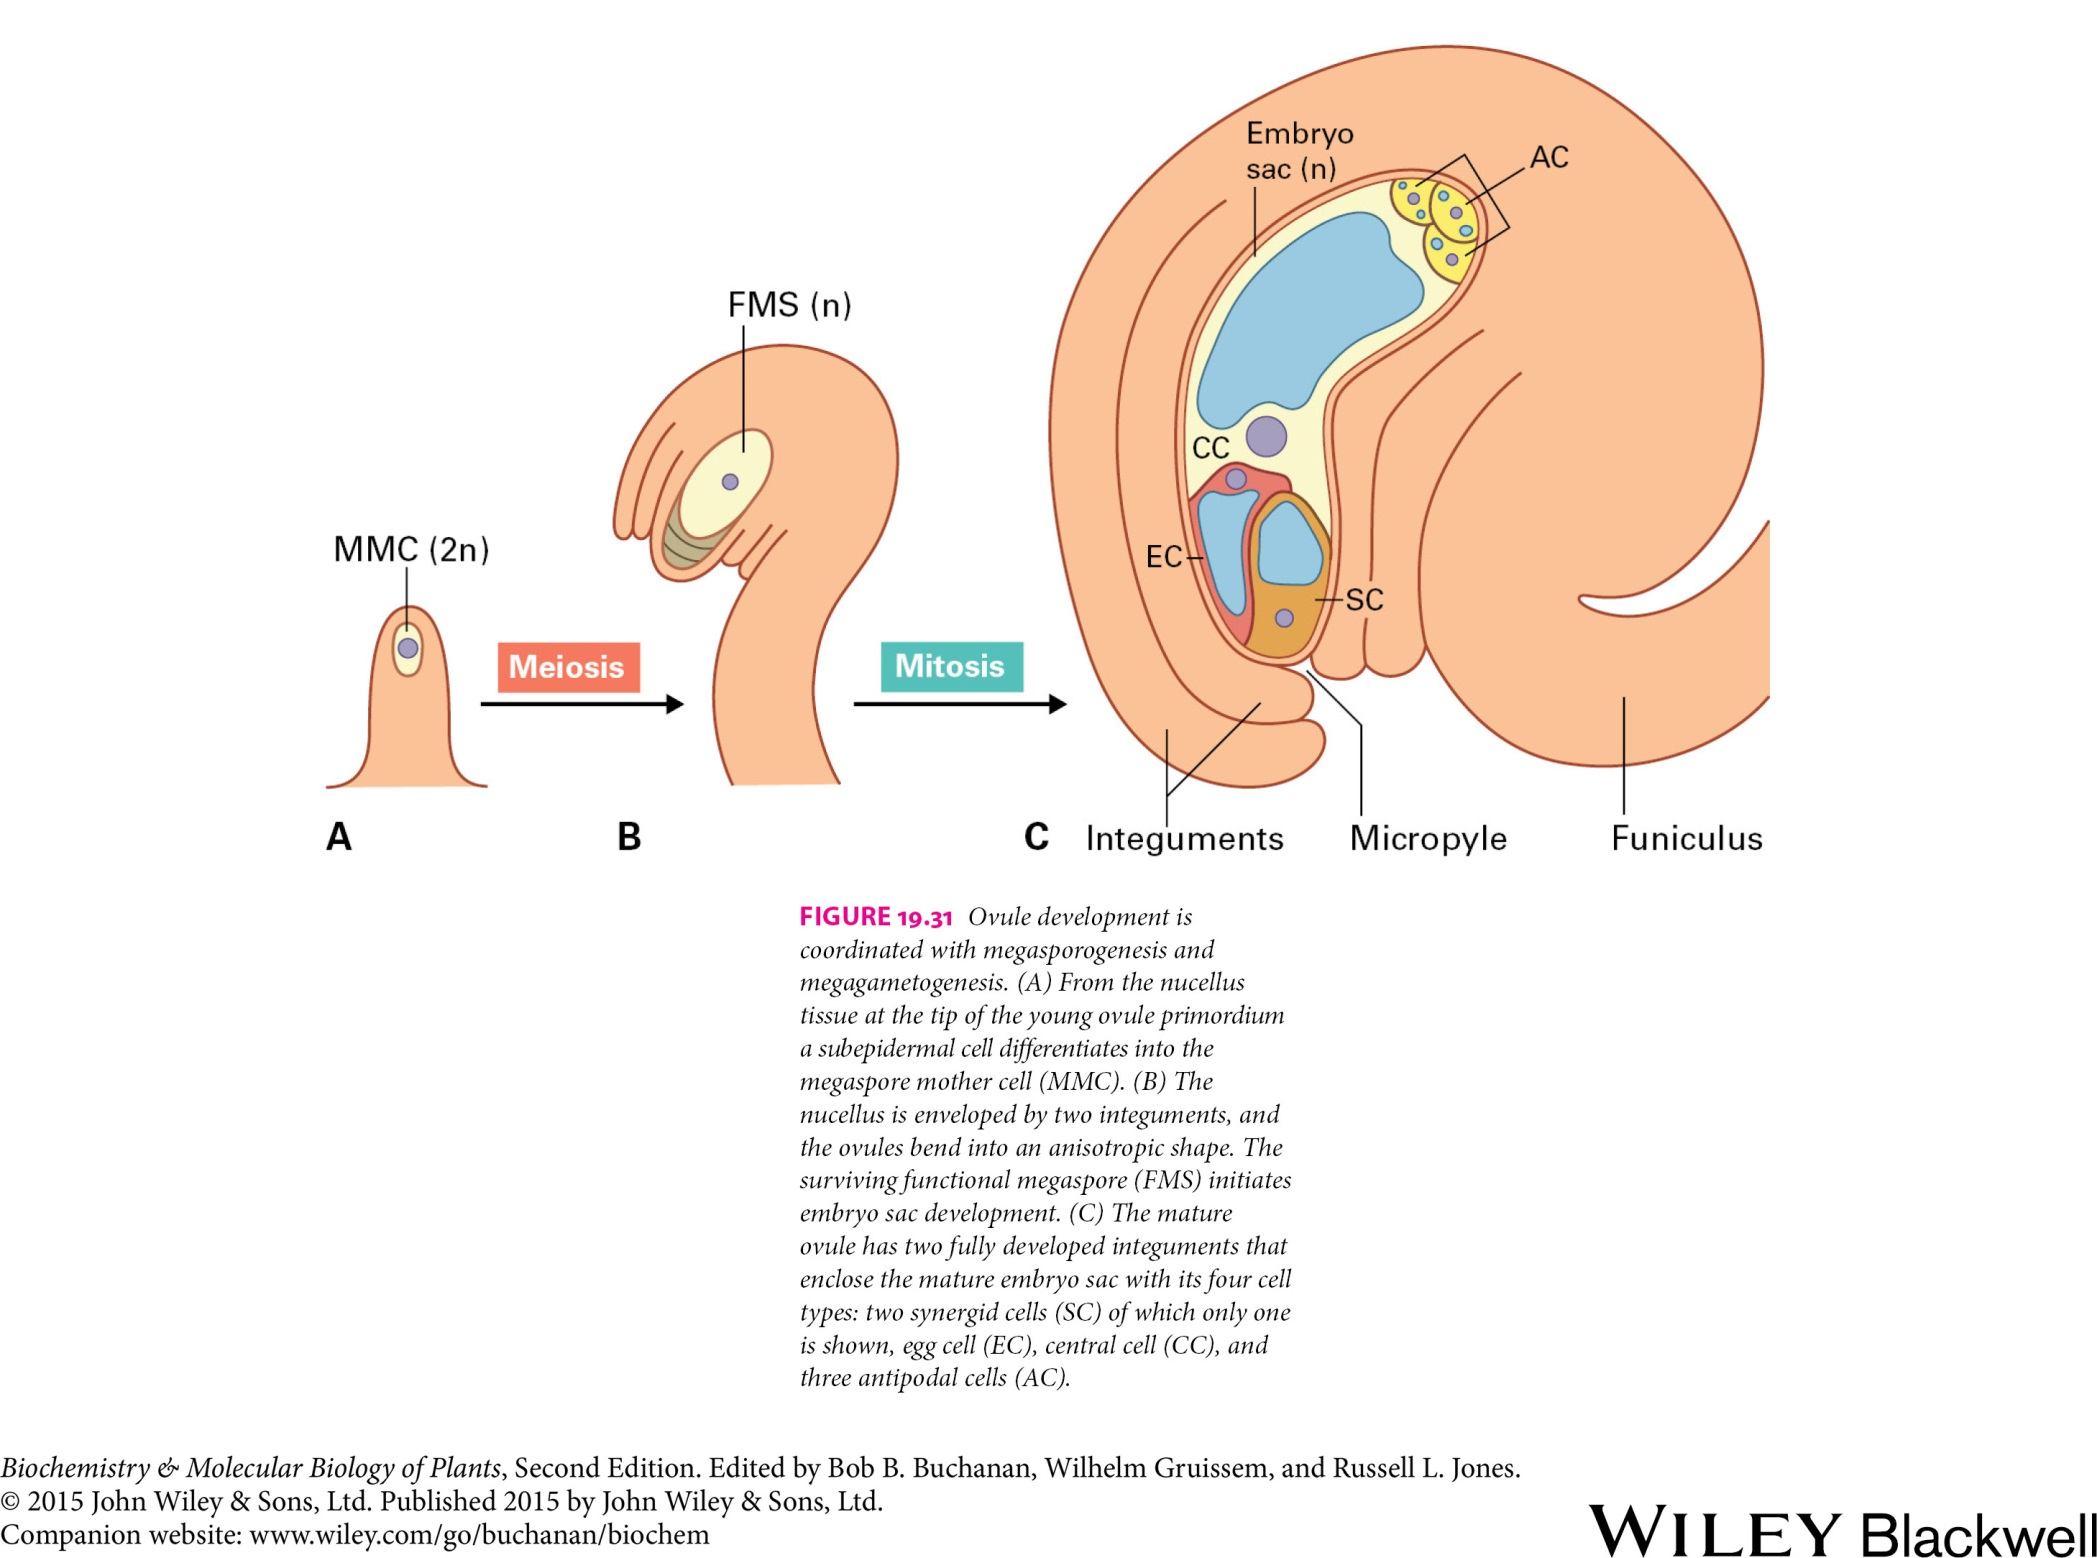 Embryo
sac (n)
AC
FMS (n)
CC
MMC (2n)
EC
SC
Meiosis
Mitosis
A
B
C
Integuments
Micropyle
Funiculus
FIGURE 19.31 Ovule development is
coordinated with megasporogenesis and
megagametogenesis. (A) From the nucellus
tissue at the tip of the young ovule primordium
a subepidermal cell differentiates into the
megaspore mother cell (MMC). (B) The
nucellus is enveloped by two integuments, and
the ovules bend into an anisotropic shape. The
surviving functional megaspore (FMS) initiates
embryo sac development. (C) The mature
ovule has two fully developed integuments that
enclose the mature embryo sac with its four cell
types: two synergid cells (SC) of which only one
is shown, egg cell (EC), central cell (CC), and
three antipodal cells (AC).
Biochemistry & Molecular Biology of Plants, Second Edition. Edited by Bob B. Buchanan, Wilhelm Gruissem, and Russell L. Jones.
© 2015 John Wiley & Sons, Ltd. Published 2015 by John Wiley & Sons, Ltd.
Companion website: www.wiley.com/go/buchanan/biochem
WILEY Blackwell